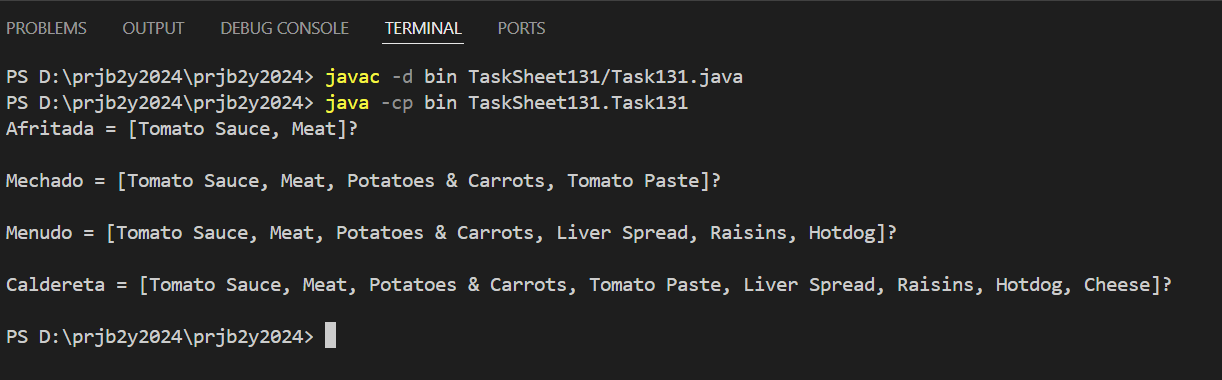 PROBLEMS OUTPUT DEBUG CONSOLE TERMINAL PORTS
PS D:\prjb2y2024\prjb2y2024> javac -d bin TaskSheet131/Task131.java
PS D:\prjb2y2024\prjb2y2024> java -cp bin TaskSheet131.Task131
Afritada = [Tomato Sauce, Meat]?
Mechado = [Tomato Sauce, Meat, Potatoes & Carrots, Tomato Paste]?
Menudo = [Tomato Sauce, Meat, Potatoes & Carrots, Liver Spread, Raisins, Hotdog]?
Caldereta = [Tomato Sauce, Meat, Potatoes & Carrots, Tomato Paste, Liver Spread, Raisins, Hotdog, Cheese]?
PS D:\prjb2y2024\prjb2y2024>